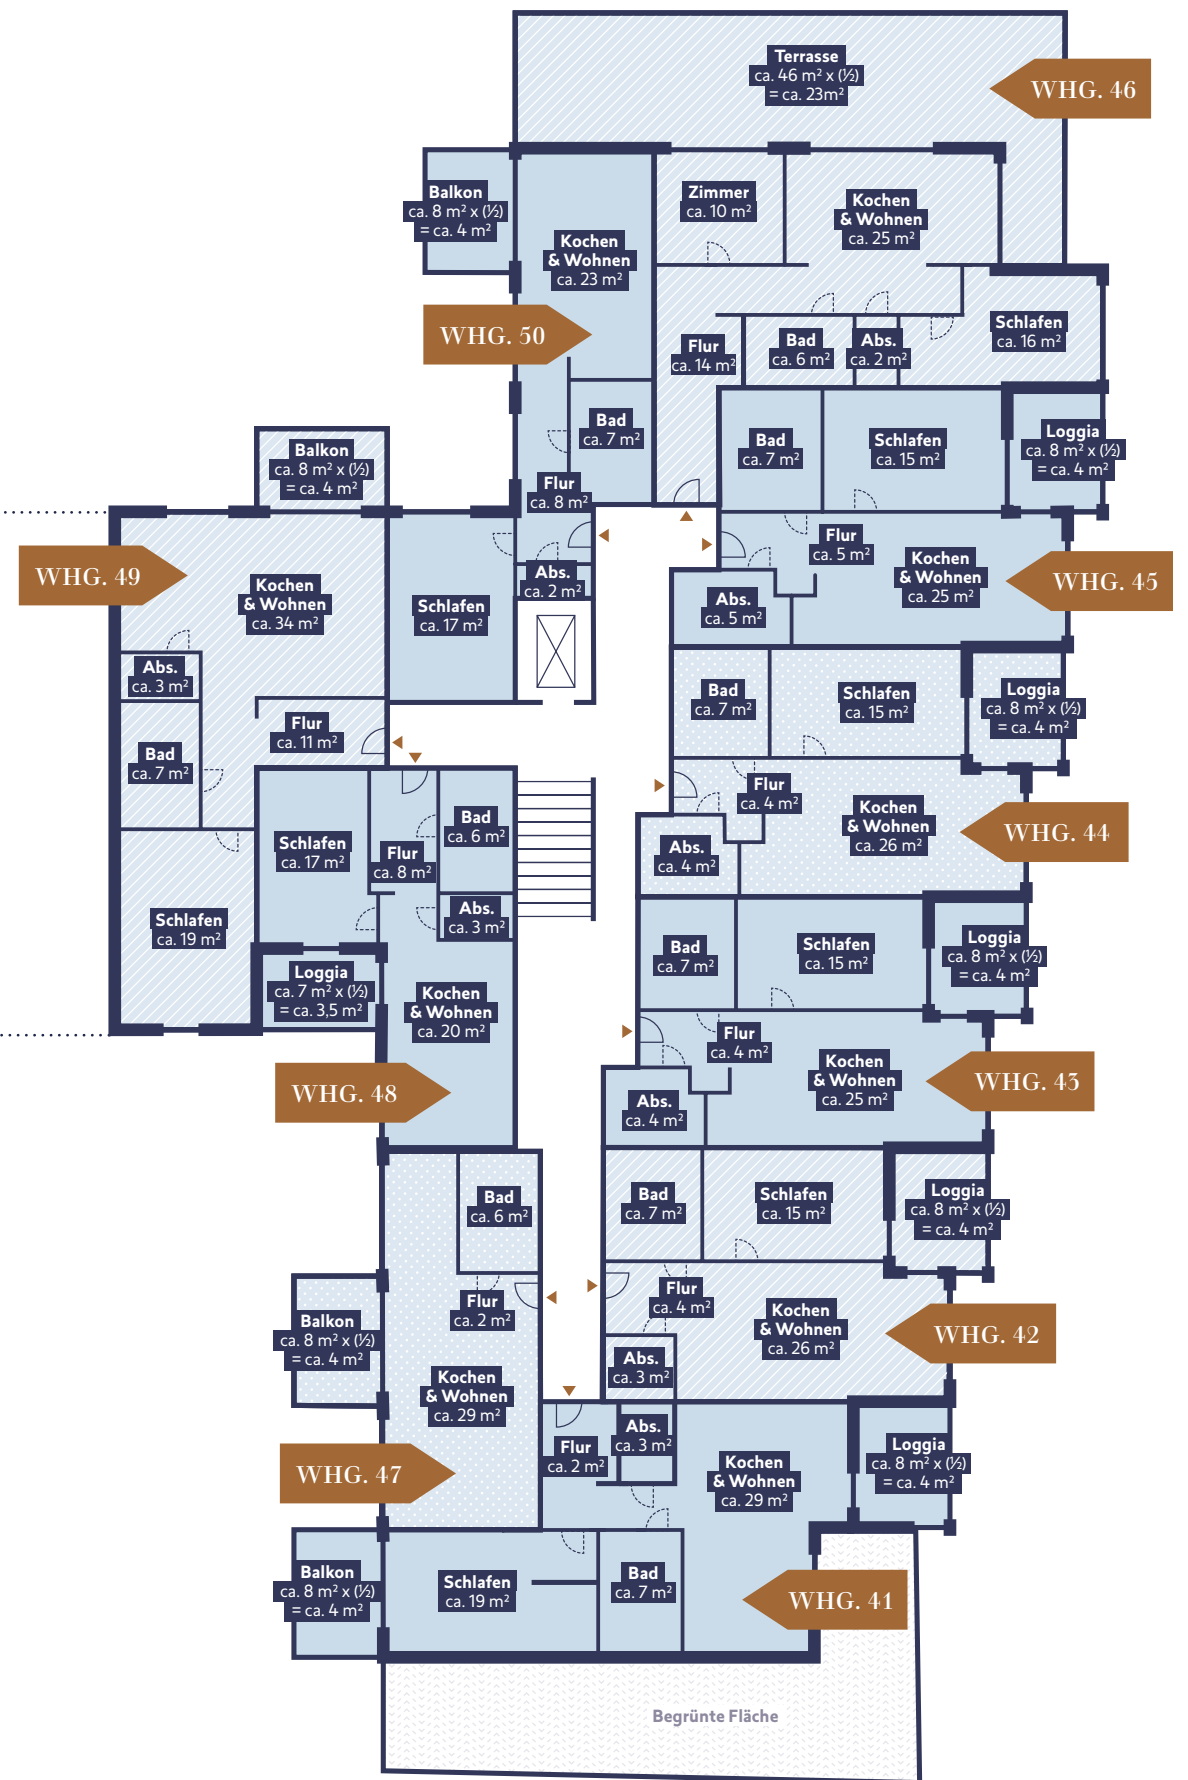 Terrasse
ca. 46 m² x (½)
= ca. 23m²
WHG. 46
Balkon
ca. 8 m² x (½)
= ca. 4 m²
Zimmer
ca. 10 m²
Kochen
& Wohnen
ca. 25 m²
Kochen
& Wohnen
ca. 23 m²
WHG. 50
Schlafen
ca. 16 m²
Flur
ca. 14 m²
Bad
ca. 6 m²
Abs.
ca. 2 m²
Bad
ca. 7 m²
Bad
ca. 7 m²
Schlafen
ca. 15 m²
Loggia
ca. 8 m² x (½)
= ca. 4 m²
Balkon
ca. 8 m² x (½)
= ca. 4 m²
Flur
ca. 8 m²
WHG. 49
Kochen
& Wohnen
ca. 34 m²
Schlafen
ca. 17 m²
Abs.
ca. 2 m²
Flur
ca. 5 m²
Kochen
& Wohnen
ca. 25 m²
WHG. 45
Abs.
ca. 5 m²
Abs.
ca. 3 m²
Bad
ca. 7 m²
Schlafen
ca. 15 m²
Loggia
ca. 8 m² x (½)
= ca. 4 m²
Flur
ca. 11 m²
Bad
ca. 7 m²
Flur
ca. 4 m²
Kochen
& Wohnen
ca. 26 m²
WHG. 44
Schlafen
ca. 17 m²
Flur
ca. 8 m²
Bad
ca. 6 m²
Abs.
ca. 4 m²
Schlafen
ca. 19 m²
Abs.
ca. 3 m²
Bad
ca. 7 m²
Schlafen
ca. 15 m²
Loggia
ca. 8 m² x (½)
= ca. 4 m²
Loggia
ca. 7 m² x (½)
= ca. 3,5 m²
Kochen
& Wohnen
ca. 20 m²
Flur
ca. 4 m²
Kochen
& Wohnen
ca. 25 m²
WHG. 43
WHG. 48
Abs.
ca. 4 m²
Bad
ca. 6 m²
Bad
ca. 7 m²
Schlafen
ca. 15 m²
Loggia
ca. 8 m² x (½)
= ca. 4 m²
Balkon
ca. 8 m² x (½)
= ca. 4 m²
Flur
ca. 2 m²
Flur
ca. 4 m²
Kochen
& Wohnen
ca. 26 m²
WHG. 42
Kochen
& Wohnen
ca. 29 m²
Abs.
ca. 3 m²
WHG. 47
Flur
ca. 2 m²
Abs.
ca. 3 m²
Kochen
& Wohnen
ca. 29 m²
Loggia
ca. 8 m² x (½)
= ca. 4 m²
Balkon
ca. 8 m² x (½)
= ca. 4 m²
Schlafen
ca. 19 m²
Bad
ca. 7 m²
WHG. 41
Begrünte Fläche